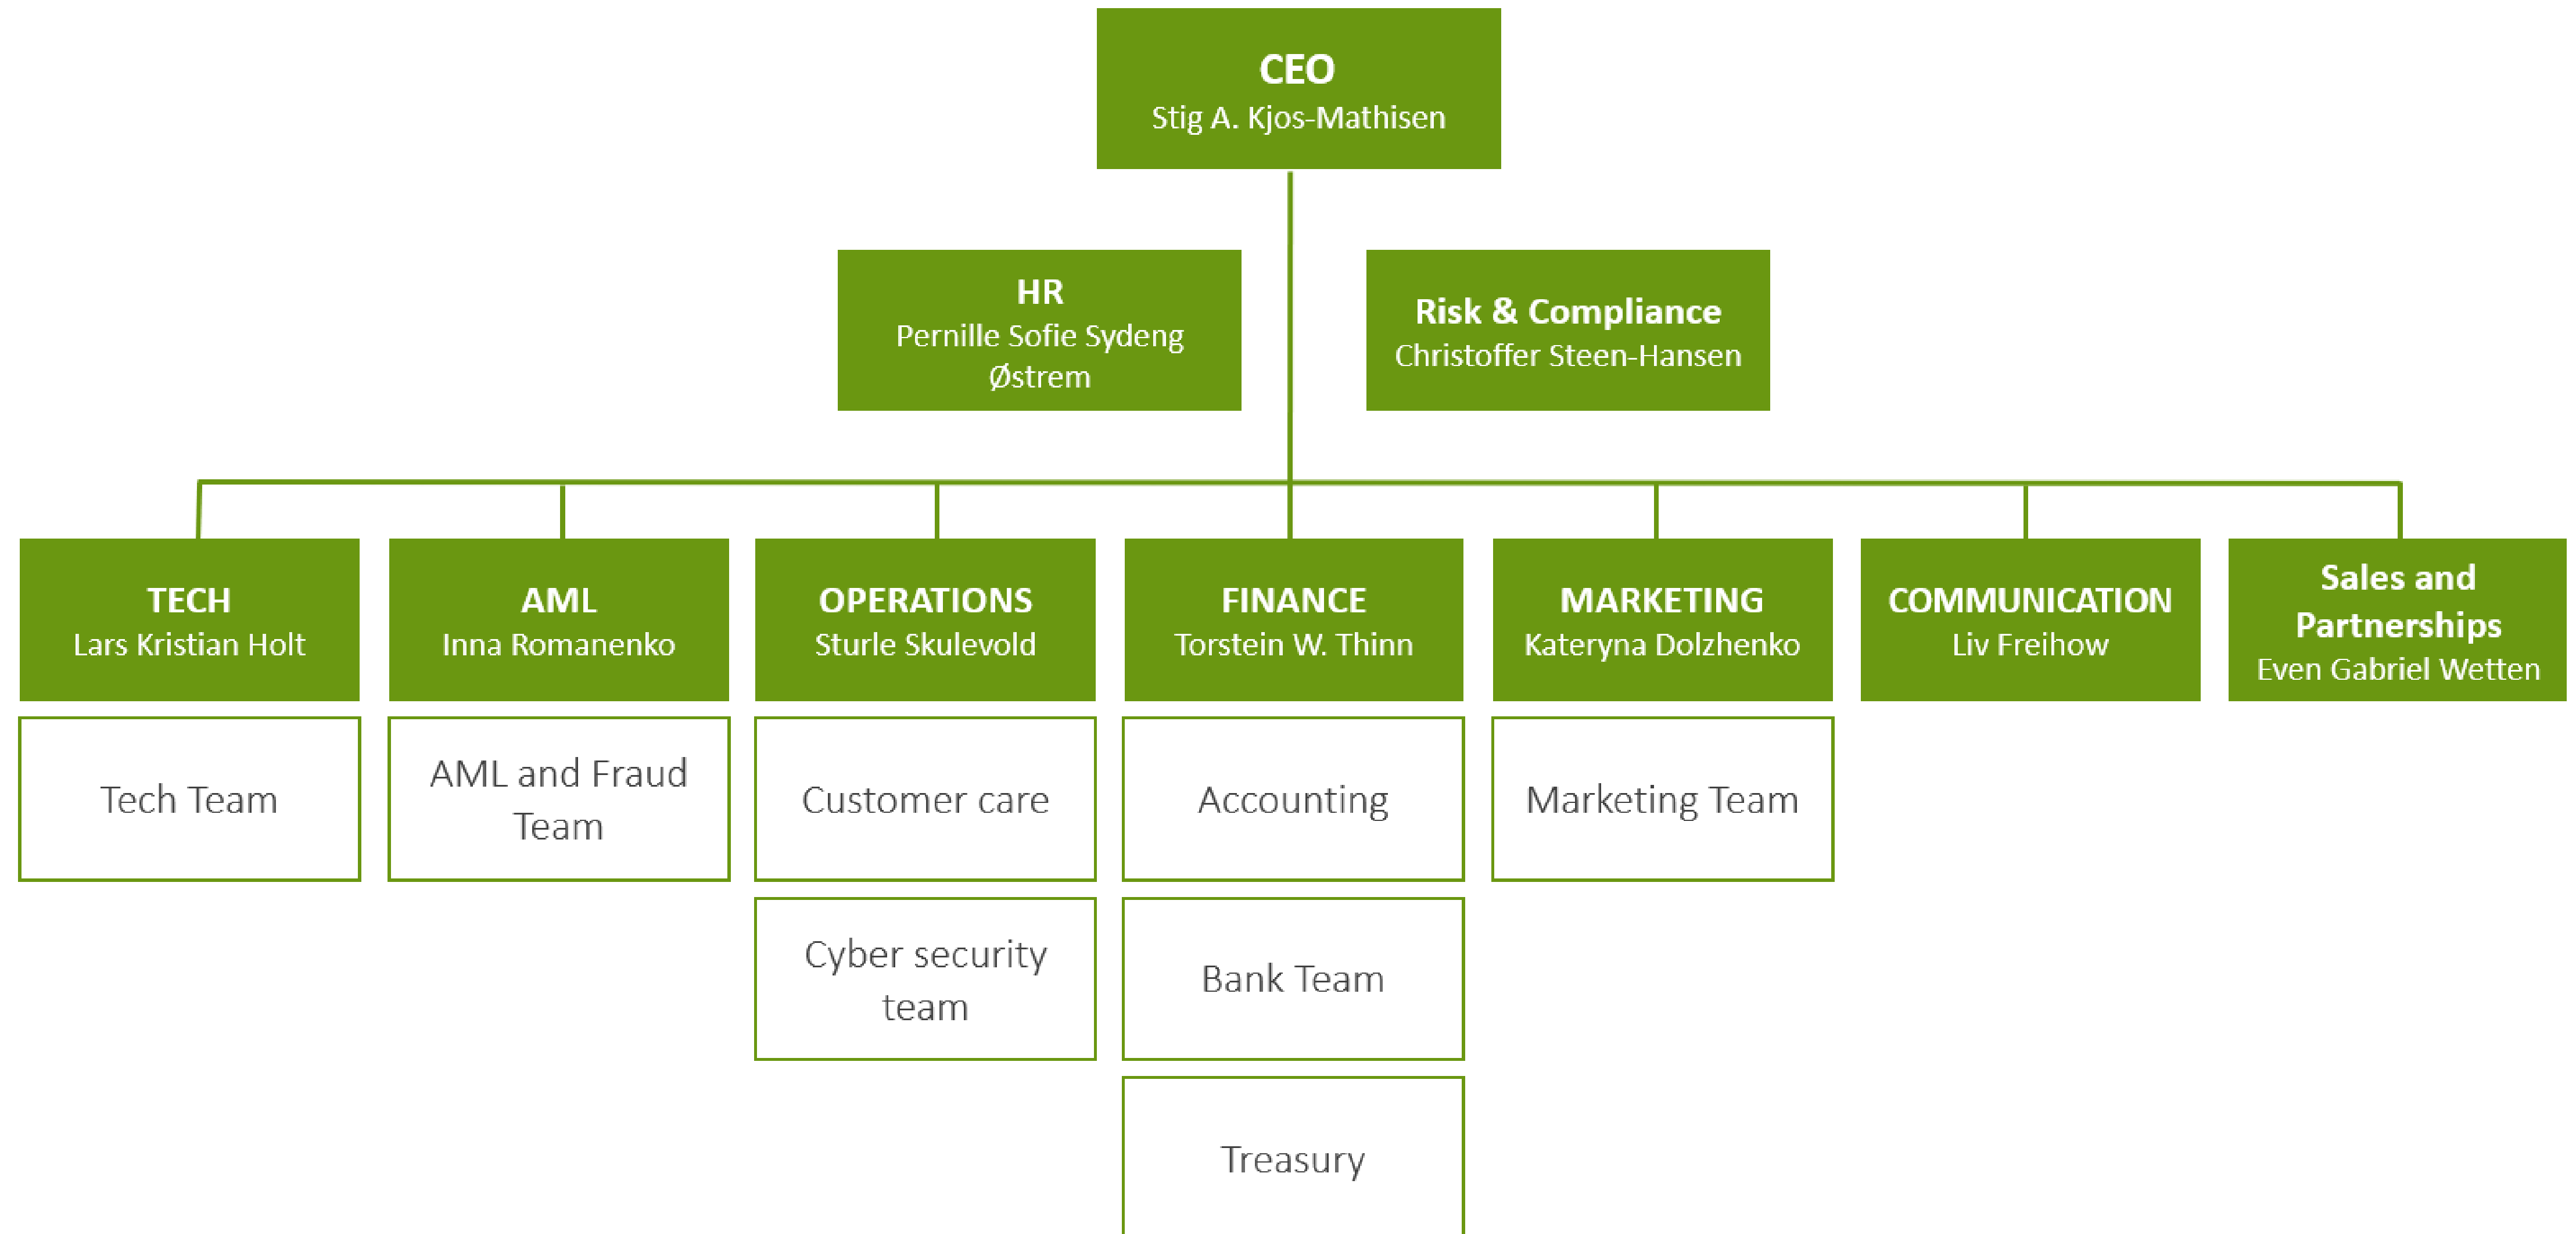 CEO
Stig A. Kjos-Mathisen
HR
Pernille Sofie Sydeng
Østrem
Risk & Compliance
Christoffer Steen-Hansen
TECH
Lars Kristian Holt
AML
Inna Romanenko
OPERATIONS
Sturle Skulevold
FINANCE
Torstein W. Thinn
MARKETING
Kateryna Dolzhenko
COMMUNICATION
Liv Freihow
Sales and
Partnerships
Even Gabriel Wetten
Tech Team
AML and Fraud
Team
Customer care
Accounting
Marketing Team
Cyber security
team
Bank Team
Treasury